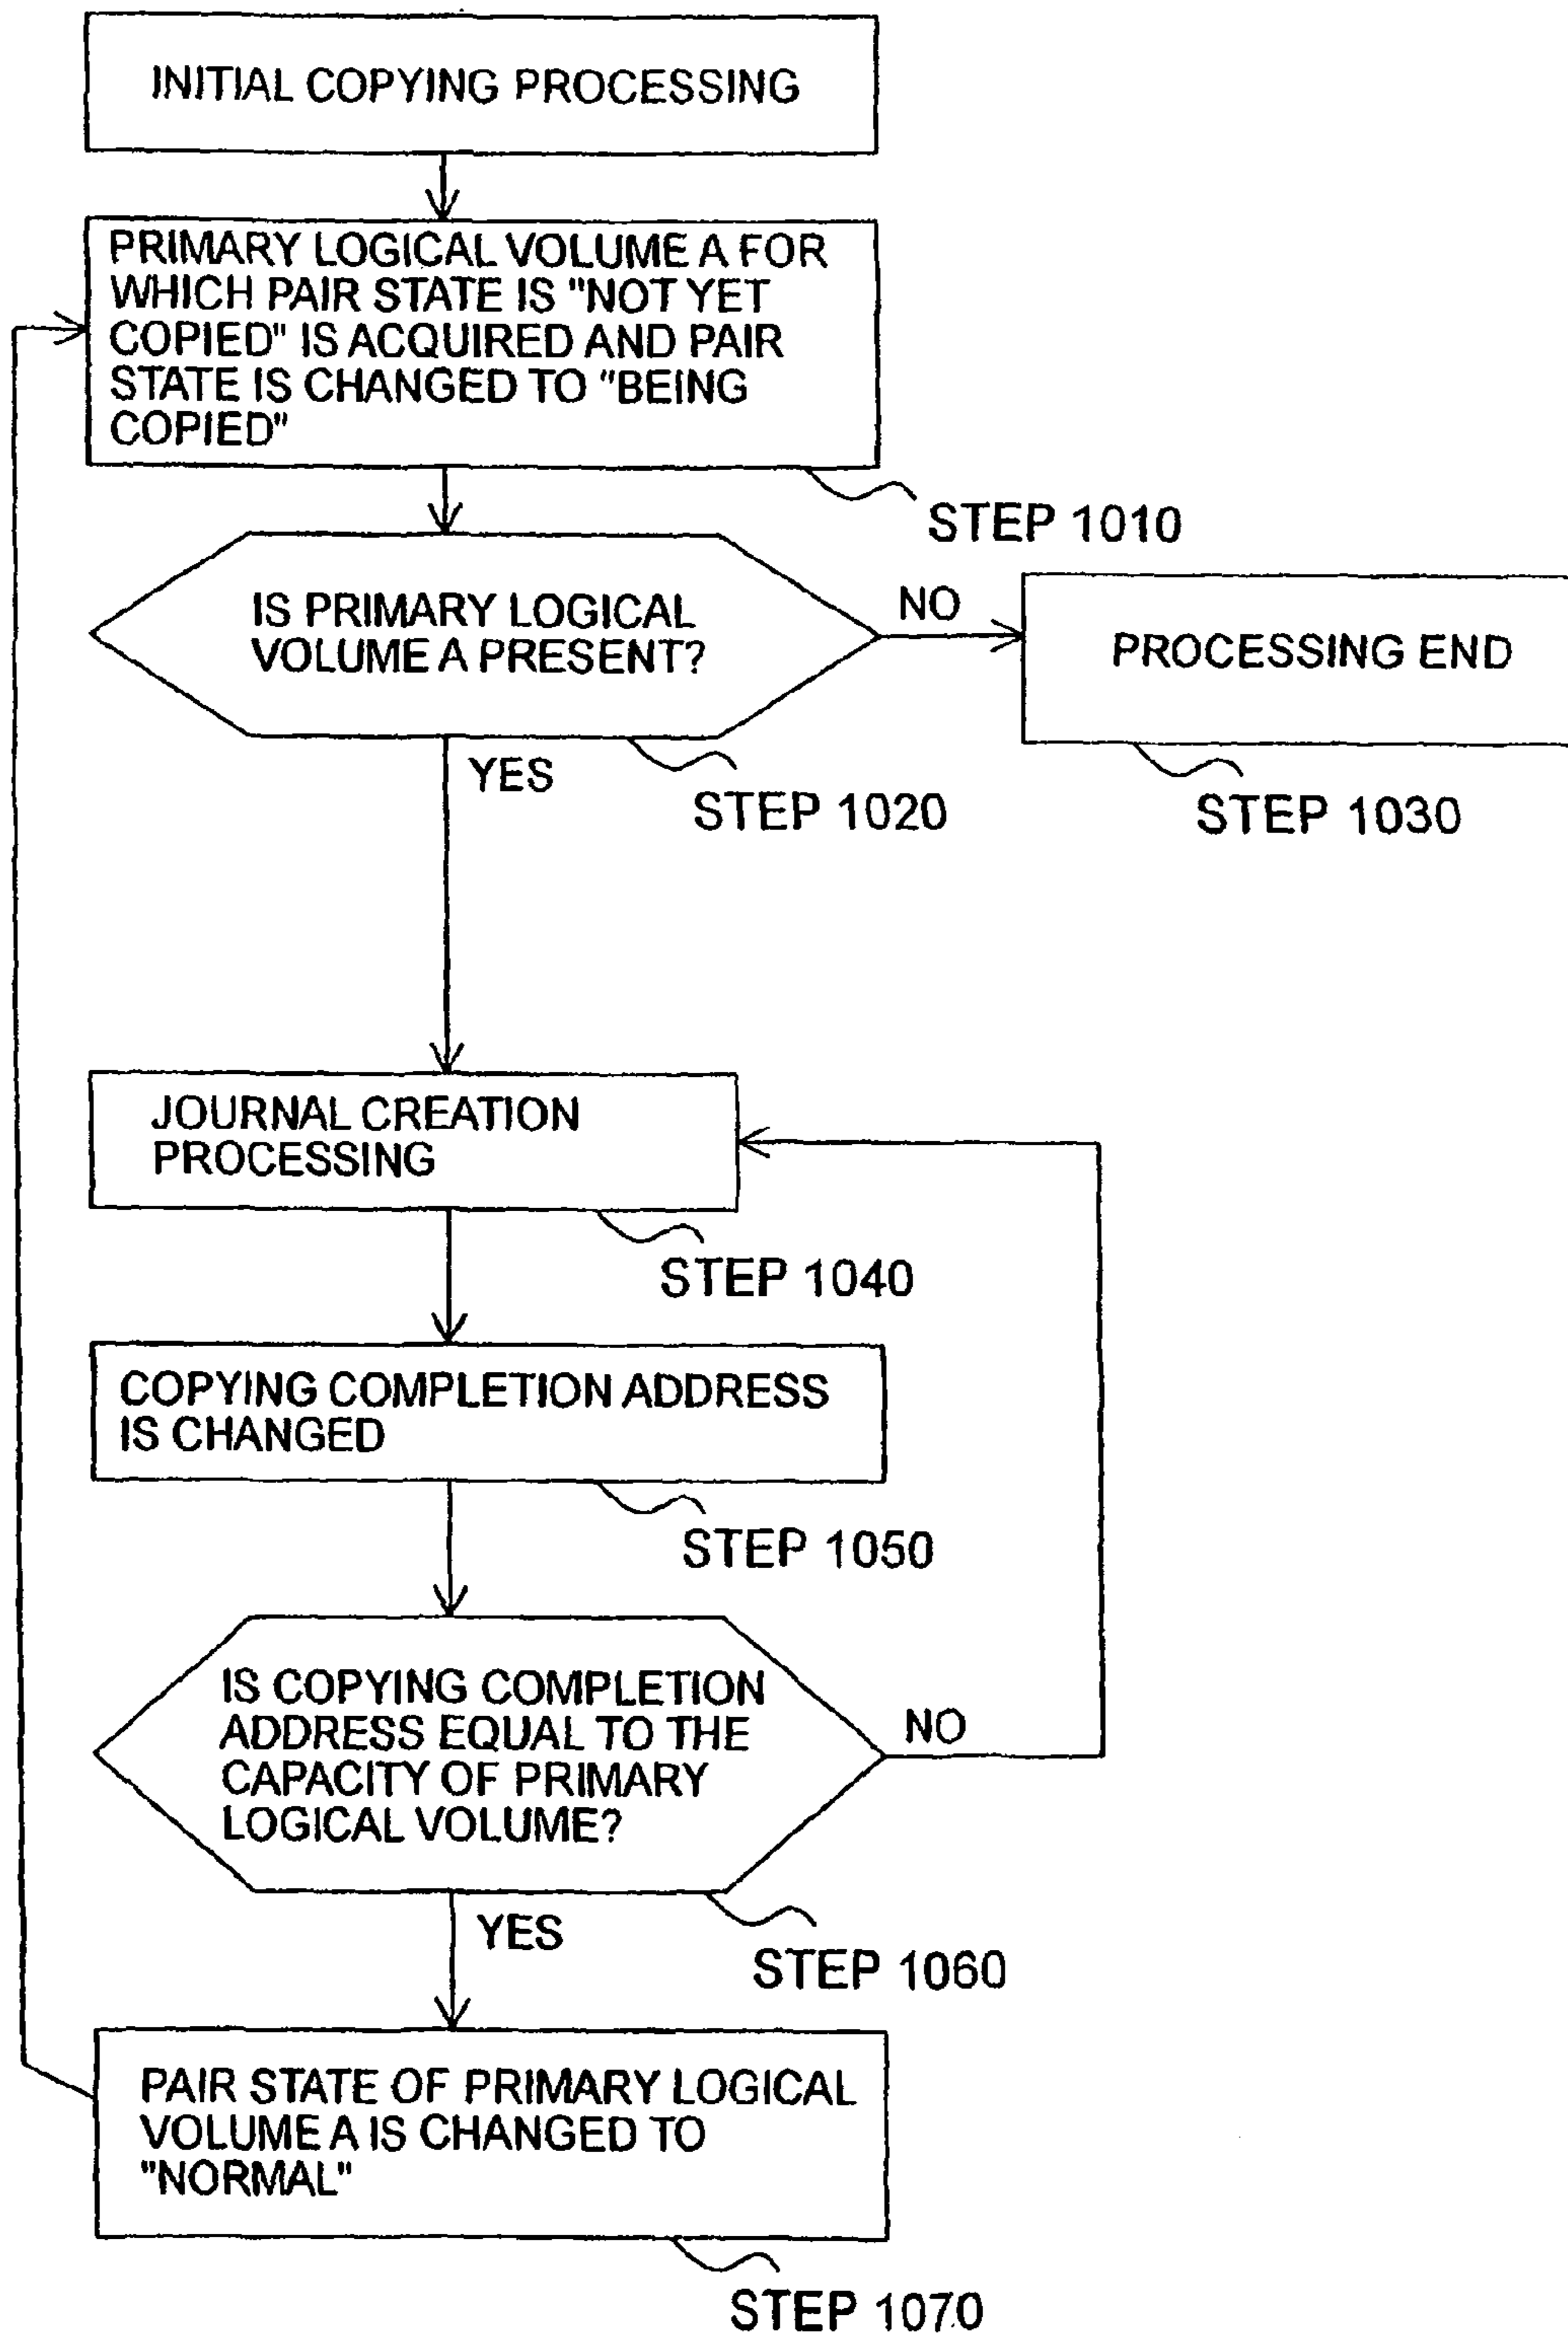 INITIAL COPYING PROCESSING
PRIMARY LOGICAL VOLUME A FOR
WHICH PAIR STATE IS "NOT YET
COPIED" IS ACQUIRED AND PAIR
STATE IS CHANGED TO "BEING
COPIED"
STEP 1010
IS PRIMARY LOGICAL
VOLUME A PRESENT?
NO
PROCESSING END
YES
STEP 1020
STEP 1030
JOURNAL CREATION
PROCESSING
STEP 1040
COPYING COMPLETION ADDRESS
IS CHANGED
STEP 1050
IS COPYING COMPLETION
ADDRESS EQUAL TO THE
CAPACITY OF PRIMARY
LOGICAL VOLUME?
NO
YES
STEP 1060
PAIR STATE OF PRIMARY LOGICAL
VOLUME A IS CHANGED TO
"NORMAL"
STEP 1070